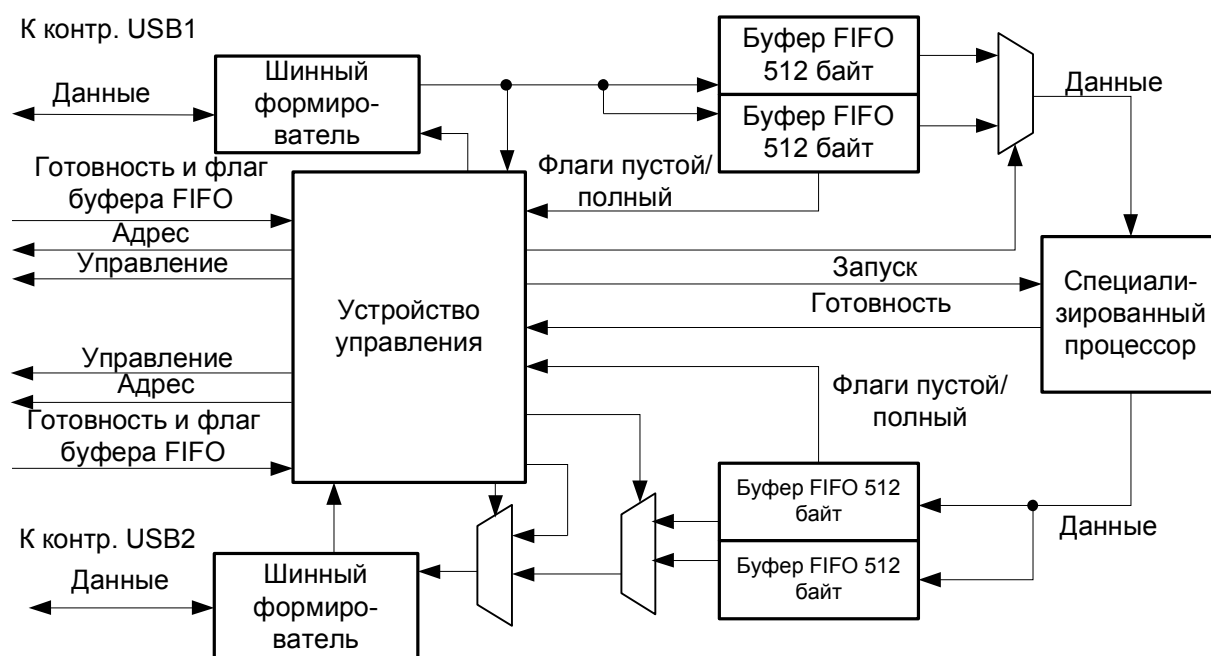 К контр. USB1
Данные
Шинный
формиро-
ватель
Буфер FIFO
512 байт
Буфер FIFO
512 байт
Данные
Готовность и флаг
буфера FIFO
Флаги пустой/
полный
Адрес
Управление
Запуск
Готовность
Устройство
управления
Специали-
зированный
процессор
Управление
Адрес
Готовность и флаг
буфера FIFO
Флаги пустой/
полный
Буфер FIFO 512
байт
Буфер FIFO 512
байт
Данные
К контр. USB2
Данные
Шинный
формиро-
ватель